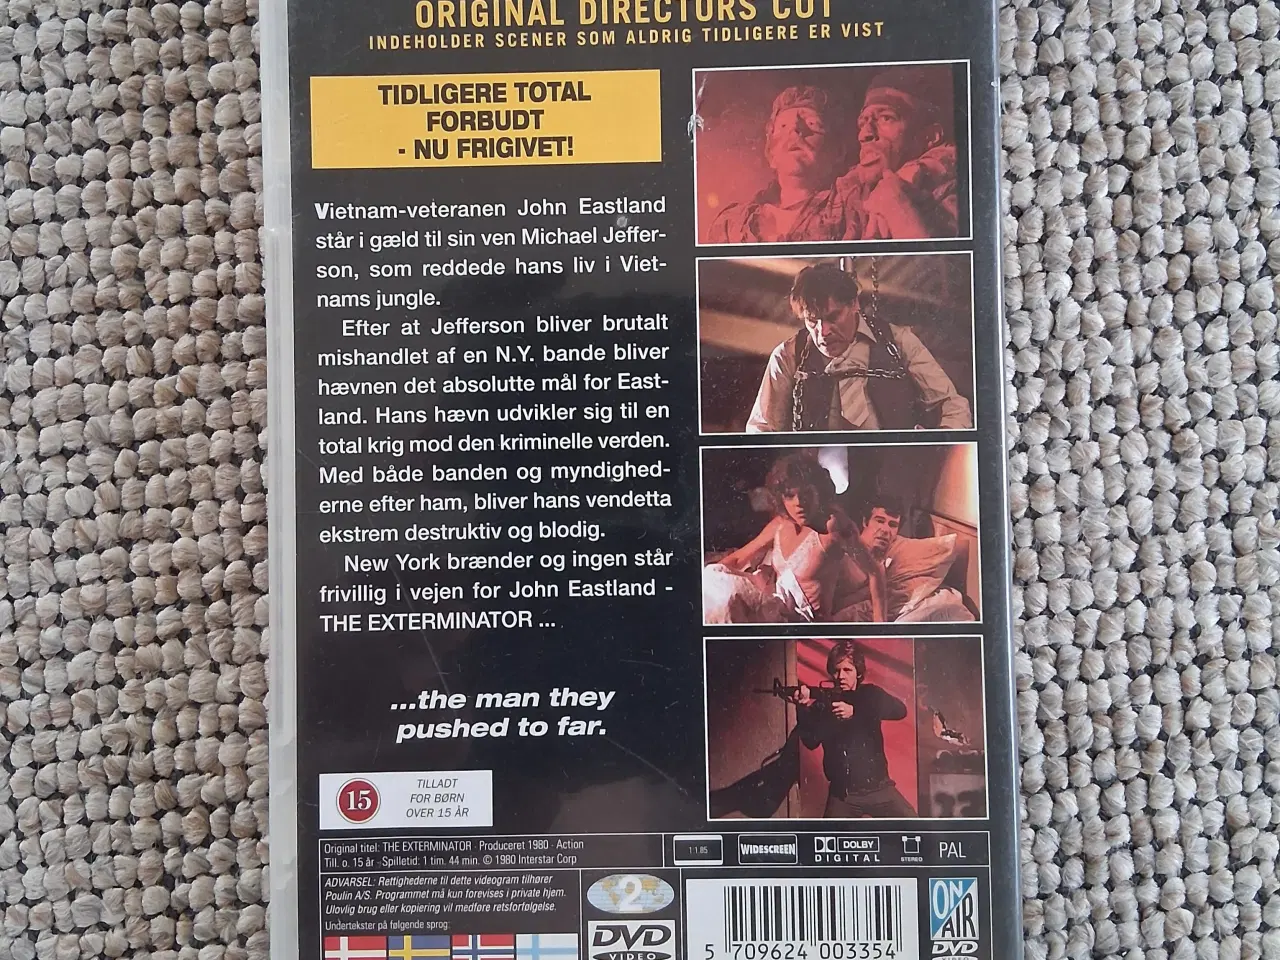 ORIGINAL DIRECTORS CUT
INDEHOLDER SCENER SOM ALDRIG TIDLIGERE ER VIST
TIDLIGERE TOTAL
FORBUDT
- NU FRIGIVET!
Vietnam-veteranen John Eastland
står i gæld til sin ven Michael Jeffer-
son, som reddede hans liv i Viet-
nams jungle.
Efter at Jefferson bliver brutalt
mishandlet af en N.Y. bande bliver
hævnen det absolutte mål for East-
land. Hans hævn udvikler sig til en
total krig mod den kriminelle verden.
Med både banden og myndighed-
erne efter ham, bliver hans vendetta
ekstrem destruktiv og blodig.
New York brænder og ingen står
frivillig i vejen for John Eastland -
THE EXTERMINATOR ...
...the man they
pushed to far.
15
TILLADT
FOR BØRN
OVER 15 ÅR
Original titel: THE EXTERMINATOR · Produceret 1980 · Action
Till. o. 15 år · Spilletid: 1 tim. 44 min. © 1980 Interstar Corp
1:1.85
WIDESCREEN
DOLBY
DIGITAL
STEREO
PAL
ADVARSEL: Rettighederne til dette videogram tilhører
Poulin A/S. Programmet må kun forevises i private hjem.
Ulovlig brug eller kopiering vil medføre retsforfølgelse.
Undertekster på følgende sprog:
2
DVD
VIDEO
5 709624 003354
ON
AIR
DVD
VIDEO